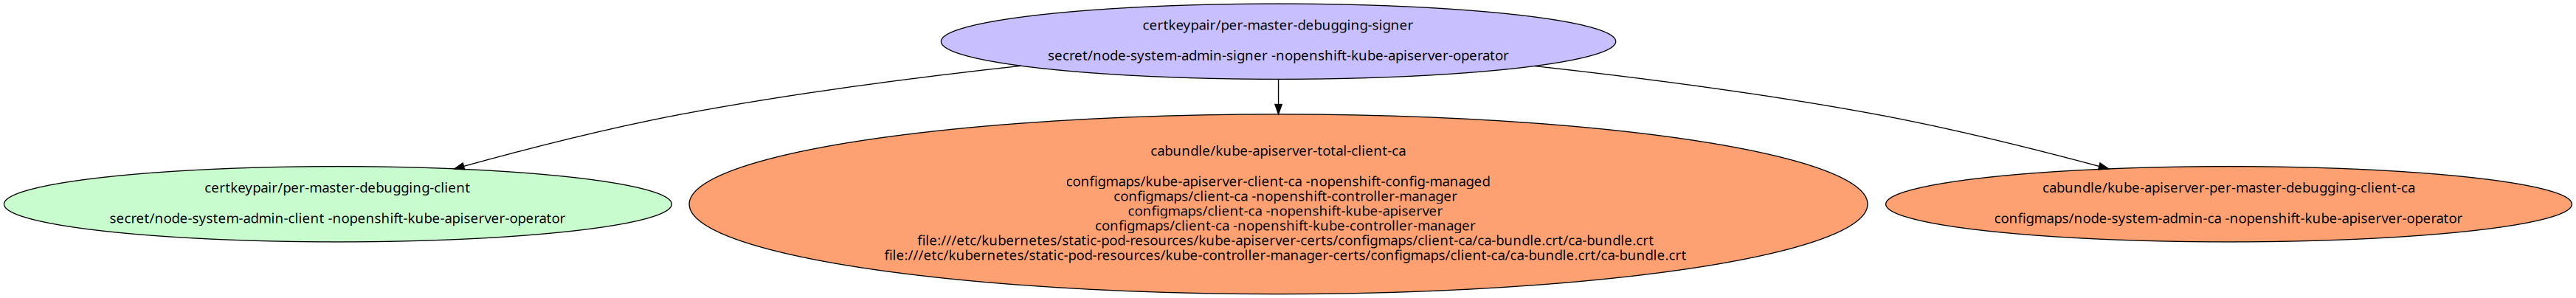 certkeypair/per-master-debugging-signer
secret/node-system-admin-signer -nopenshift-kube-apiserver-operator
certkeypair/per-master-debugging-client
secret/node-system-admin-client -nopenshift-kube-apiserver-operator
cabundle/kube-apiserver-total-client-ca
configmaps/kube-apiserver-client-ca -nopenshift-config-managed
configmaps/client-ca -nopenshift-controller-manager
configmaps/client-ca -nopenshift-kube-apiserver
configmaps/client-ca -nopenshift-kube-controller-manager
file:///etc/kubernetes/static-pod-resources/kube-apiserver-certs/configmaps/client-ca/ca-bundle.crt/ca-bundle.crt
file:///etc/kubernetes/static-pod-resources/kube-controller-manager-certs/configmaps/client-ca/ca-bundle.crt/ca-bundle.crt
cabundle/kube-apiserver-per-master-debugging-client-ca
configmaps/node-system-admin-ca -nopenshift-kube-apiserver-operator